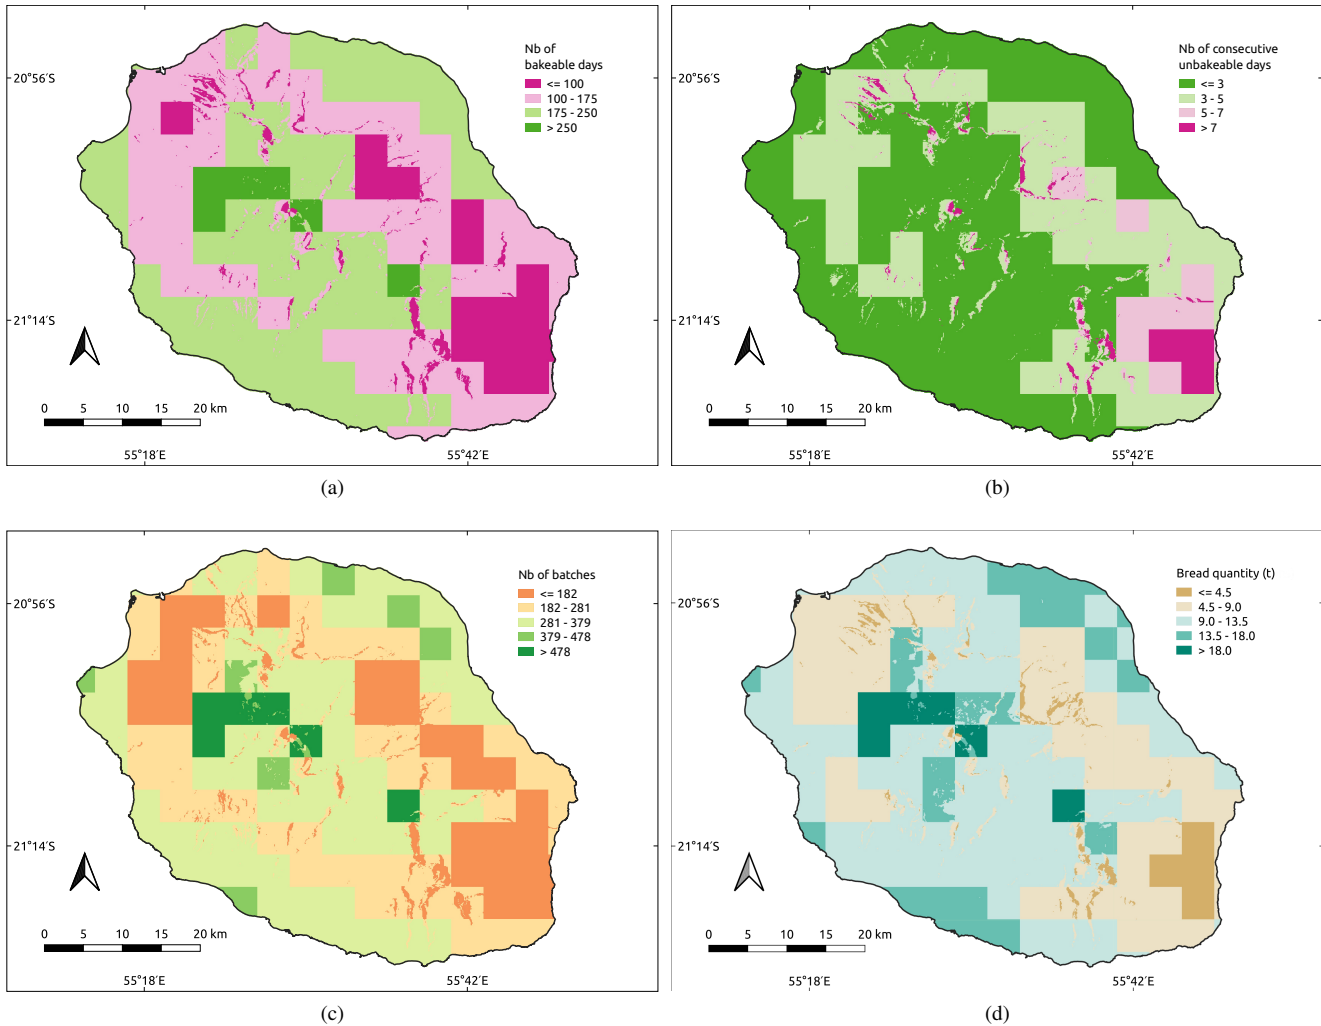 Nb of
bakeable days
<= 100
100 - 175
175 - 250
> 250
20°56'S
21°14'S
0 5 10 15 20 km
55°18'E 55°42'E
(a)
Nb of consecutive
unbakeable days
<= 3
3 - 5
5 - 7
> 7
20°56'S
21°14'S
0 5 10 15 20 km
55°18'E 55°42'E
(b)
Nb of batches
<= 182
182 - 281
281 - 379
379 - 478
> 478
20°56'S
21°14'S
0 5 10 15 20 km
55°18'E 55°42'E
(c)
Bread quantity (t)
<= 4.5
4.5 - 9.0
9.0 - 13.5
13.5 - 18.0
> 18.0
20°56'S
21°14'S
0 5 10 15 20 km
55°18'E 55°42'E
(d)